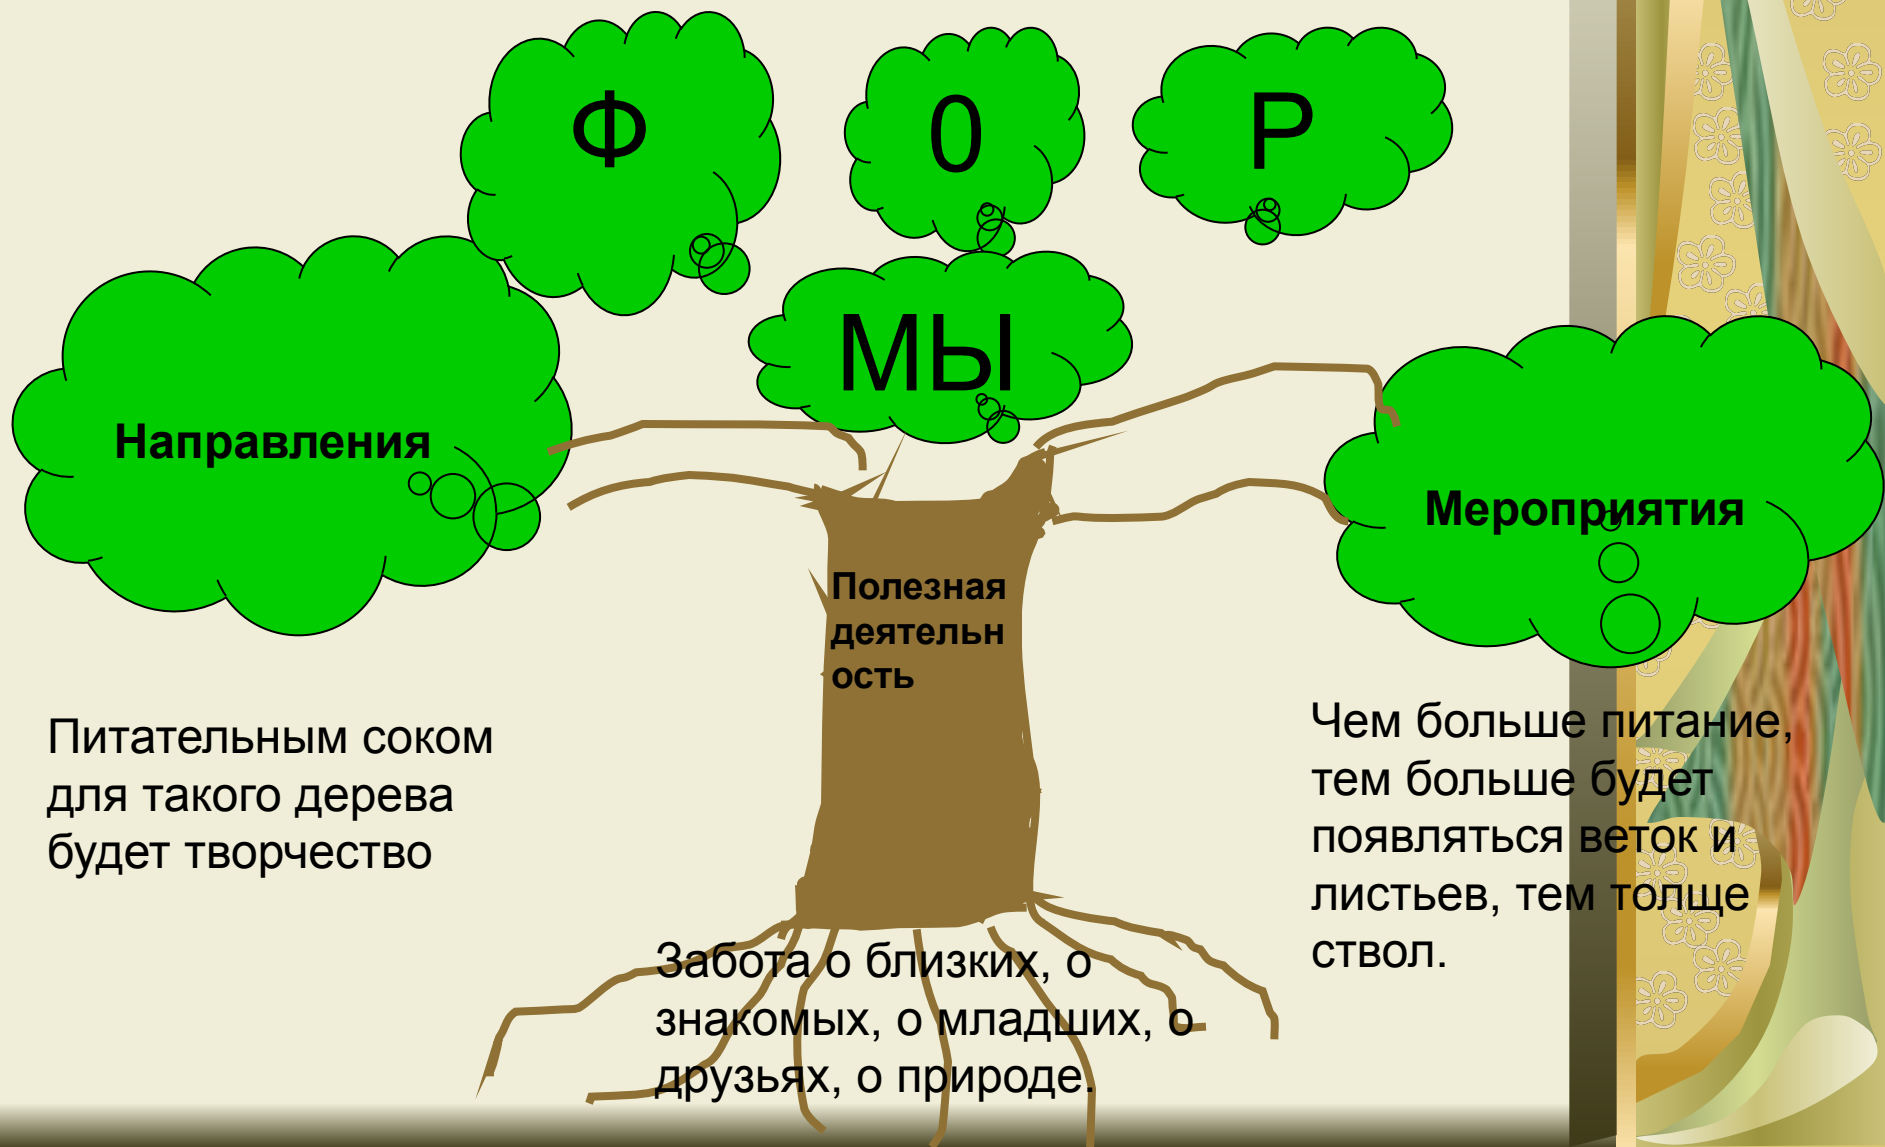 Ф
0
Р
МЫ
Направления
Мероприятия
Полезная
деятельн
ость
Питательным соком
для такого дерева
будет творчество
Чем больше питание,
тем больше будет
появляться веток и
листьев, тем толще
ствол.
Забота о близких, о
знакомых, о младших, о
друзьях, о природе.